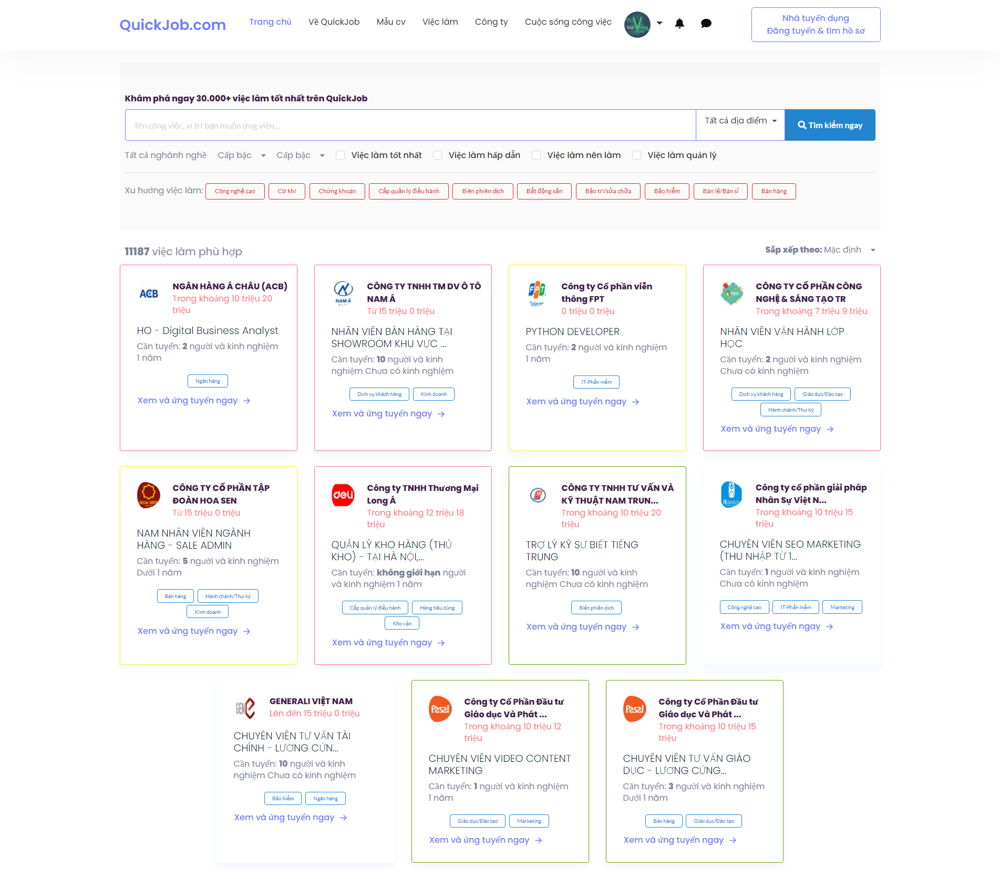 QuickJob.com
Trang chủ
Về QuickJob
Mẫu cv
Việc làm
Công ty
Cuộc sống công việc
Nhà tuyển dụng
Đăng tuyển & tìm hồ sơ
Khám phá ngay 30.000+ việc làm tốt nhất trên QuickJob
Tên công việc, vị trí bạn muốn ứng viên...
Tất cả địa điểm
Tìm kiếm ngay
Tất cả nghành nghề
Cấp bậc
Cấp bậc
Việc làm tốt nhất
Việc làm hấp dẫn
Việc làm nên làm
Việc làm quản lý
Xu hướng việc làm:
Công nghệ cao
Cơ khí
Chứng khoán
Cấp quản lý điều hành
Biên phiên dịch
Bất động sản
Bảo trì/sửa chữa
Bảo hiểm
Bán lẻ/Bán sỉ
Bán hàng
11187 việc làm phù hợp
Sắp xếp theo: Mặc định
ACB
NGÂN HÀNG Á CHÂU (ACB)
Trong khoảng 10 triệu 20
triệu
HO - Digital Business Analyst
Cần tuyển: 2 người và kinh nghiệm
1 năm
Ngân hàng
Xem và ứng tuyển ngay
NAM Á
CÔNG TY TNHH TM DV Ô TÔ
NAM Á
Từ 15 triệu 0 triệu
NHÂN VIÊN BÁN HÀNG TẠI
SHOWROOM KHU VỰC ...
Cần tuyển: 10 người và kinh
nghiệm Chưa có kinh nghiệm
Dịch vụ khách hàng
Kinh doanh
Xem và ứng tuyển ngay
FPT
Telecom
Công ty Cổ phần viễn
thông FPT
0 triệu 0 triệu
PYTHON DEVELOPER
Cần tuyển: 2 người và kinh nghiệm
1 năm
IT-Phần mềm
Xem và ứng tuyển ngay
CÔNG TY CỔ PHẦN CÔNG
NGHỆ & SÁNG TẠO TR
Trong khoảng 7 triệu 9 triệu
NHÂN VIÊN VẬN HÀNH LỚP
HỌC
Cần tuyển: 2 người và kinh nghiệm
Chưa có kinh nghiệm
Dịch vụ khách hàng
Giáo dục/Đào tạo
Hành chánh/Thư ký
Xem và ứng tuyển ngay
HOA SEN
CÔNG TY CỔ PHẦN TẬP
ĐOÀN HOA SEN
Từ 15 triệu 0 triệu
NAM NHÂN VIÊN NGÀNH
HÀNG - SALE ADMIN
Cần tuyển: 5 người và kinh nghiệm
Dưới 1 năm
Bán hàng
Hành chánh/Thư ký
Kinh doanh
Xem và ứng tuyển ngay
deli
Công ty TNHH Thương Mại
Long Á
Trong khoảng 12 triệu 18
triệu
QUẢN LÝ KHO HÀNG (THỦ
KHO) - TẠI HÀ NỘI,...
Cần tuyển: không giới hạn người
và kinh nghiệm 1 năm
Cấp quản lý điều hành
Hàng tiêu dùng
Kho vận
Xem và ứng tuyển ngay
CÔNG TY TNHH TƯ VẤN VÀ
KỸ THUẬT NAM TRUN...
Trong khoảng 10 triệu 20
triệu
TRỢ LÝ KỸ SƯ BIẾT TIẾNG
TRUNG
Cần tuyển: 10 người và kinh
nghiệm Chưa có kinh nghiệm
Biên phiên dịch
Xem và ứng tuyển ngay
Công ty cổ phần giải pháp
Nhân Sự Việt N...
Trong khoảng 10 triệu 15
triệu
CHUYÊN VIÊN SEO MARKETING
(THU NHẬP TỪ 1...
Cần tuyển: 1 người và kinh nghiệm
Chưa có kinh nghiệm
Công nghệ cao
IT-Phần mềm
Marketing
Xem và ứng tuyển ngay
GEN
GENERALI VIỆT NAM
Lên đến 15 triệu 0 triệu
CHUYÊN VIÊN TƯ VẤN TÀI
CHÍNH - LƯƠNG CỨN...
Cần tuyển: 10 người và kinh
nghiệm Chưa có kinh nghiệm
Bảo hiểm
Ngân hàng
Xem và ứng tuyển ngay
Pasal
Công ty Cổ Phần Đầu tư
Giáo dục Và Phát ...
Trong khoảng 10 triệu 12
triệu
CHUYÊN VIÊN VIDEO CONTENT
MARKETING
Cần tuyển: 1 người và kinh nghiệm
1 năm
Giáo dục/Đào tạo
Marketing
Xem và ứng tuyển ngay
Pasal
Công ty Cổ Phần Đầu tư
Giáo dục Và Phát ...
Trong khoảng 10 triệu 15
triệu
CHUYÊN VIÊN TƯ VẤN GIÁO
DỤC - LƯƠNG CỨNG...
Cần tuyển: 3 người và kinh nghiệm
Dưới 1 năm
Bán hàng
Giáo dục/Đào tạo
Xem và ứng tuyển ngay